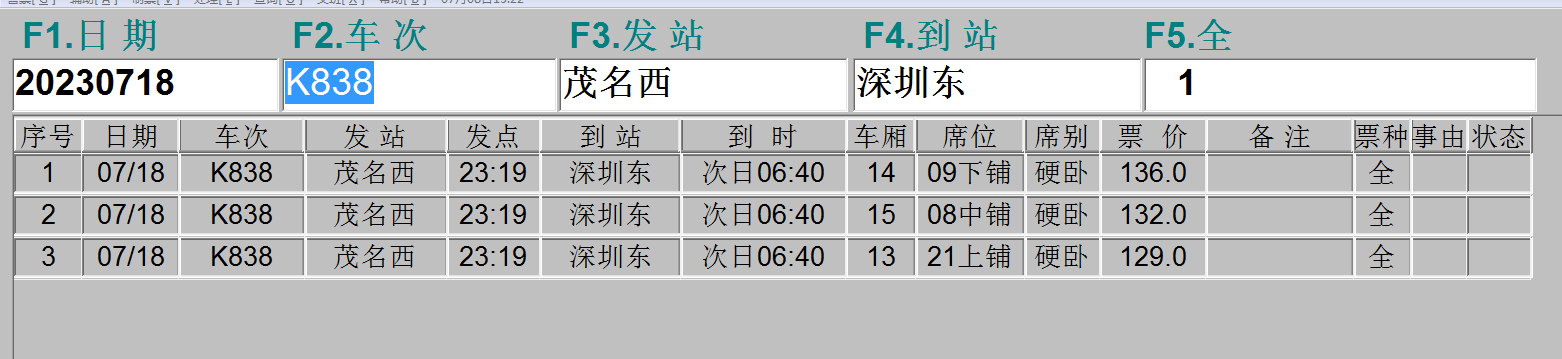 F1.日 期 F2.车 次 F3.发 站 F4.到 站 F5.全
20230718 K838 茂名西 深圳东 1
序号 日期 车次 发 站 发点 到 站 到 时 车厢 席位 席别 票 价 备 注 票种 事由 状态
1 07/18 K838 茂名西 23:19 深圳东 次日06:40 14 09下铺 硬卧 136.0 全
2 07/18 K838 茂名西 23:19 深圳东 次日06:40 15 08中铺 硬卧 132.0 全
3 07/18 K838 茂名西 23:19 深圳东 次日06:40 13 21上铺 硬卧 129.0 全